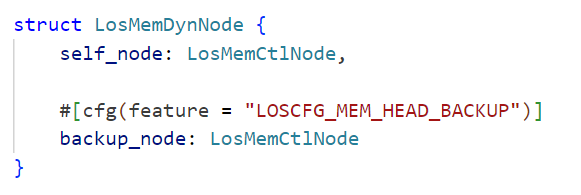 struct LosMemDynNode {
    self_node: LosMemCtlNode,
    #[cfg(feature = "LOSCFG_MEM_HEAD_BACKUP")]
    backup_node: LosMemCtlNode
}